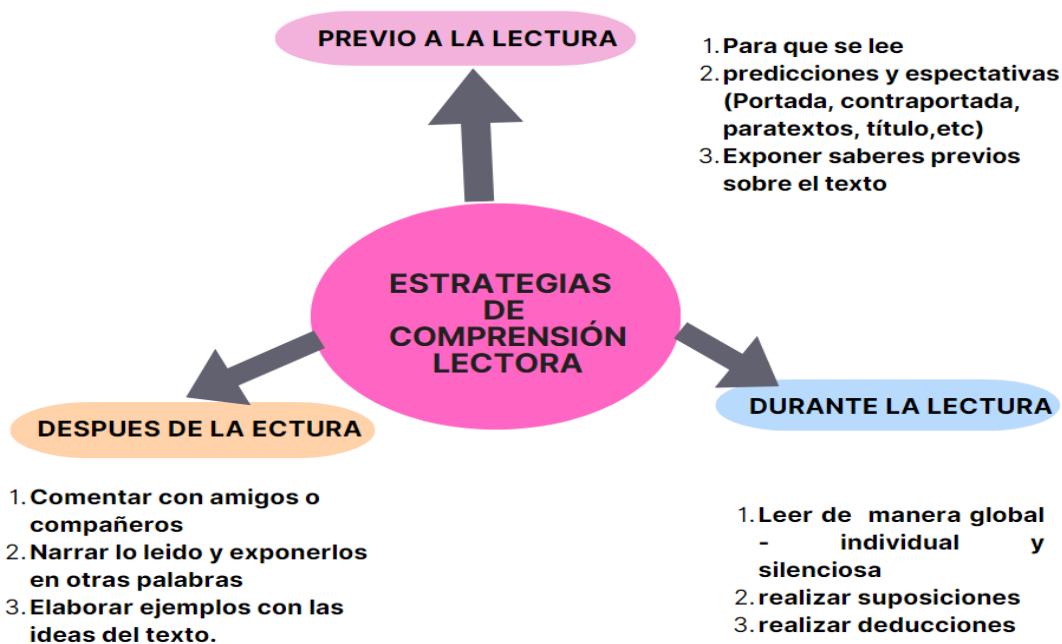 PREVIO A LA LECTURA
1. Para que se lee
2. predicciones y espectativas
(Portada, contraportada,
paratextos, título,etc)
3. Exponer saberes previos
sobre el texto
ESTRATEGIAS
DE
COMPRENSIÓN
LECTORA
DURANTE LA LECTURA
1. Leer de manera global
- individual y
silenciosa
2. realizar suposiciones
3. realizar deducciones
DESPUES DE LA ECTURA
1. Comentar con amigos o
compañeros
2. Narrar lo leido y exponerlos
en otras palabras
3. Elaborar ejemplos con las
ideas del texto.